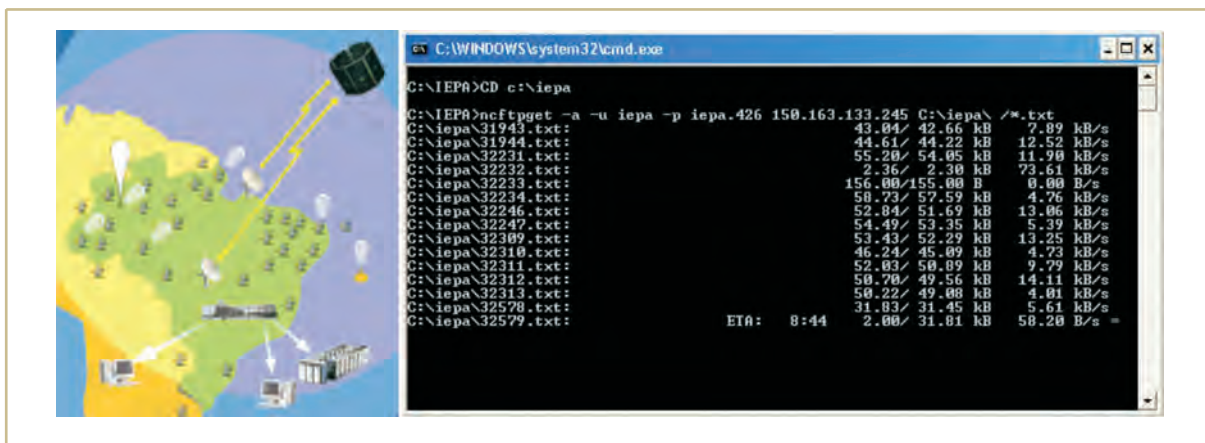 C:\WINDOWS\system32\cmd.exe
C:\IEPA>CD c:\iepa
C:\IEPA>ncftpget -a -u iepa -p iepa.426 150.163.133.245 C:\iepa\ /*.txt
C:\iepa\31943.txt: 43.04/ 42.66 kB 7.89 kB/s
C:\iepa\31944.txt: 44.61/ 44.22 kB 12.52 kB/s
C:\iepa\32231.txt: 55.20/ 54.05 kB 11.90 kB/s
C:\iepa\32232.txt: 2.36/ 2.30 kB 73.61 kB/s
C:\iepa\32233.txt: 156.00/155.00 B 0.00 B/s
C:\iepa\32234.txt: 58.73/ 57.59 kB 4.76 kB/s
C:\iepa\32246.txt: 52.84/ 51.69 kB 13.06 kB/s
C:\iepa\32247.txt: 54.49/ 53.35 kB 5.39 kB/s
C:\iepa\32309.txt: 53.43/ 52.29 kB 13.25 kB/s
C:\iepa\32310.txt: 46.24/ 45.09 kB 4.73 kB/s
C:\iepa\32311.txt: 52.03/ 50.89 kB 9.79 kB/s
C:\iepa\32312.txt: 50.70/ 49.56 kB 14.11 kB/s
C:\iepa\32313.txt: 50.22/ 49.08 kB 4.01 kB/s
C:\iepa\32578.txt: 31.83/ 31.45 kB 5.61 kB/s
C:\iepa\32579.txt: ETA: 8:44 2.00/ 31.81 kB 58.20 B/s =